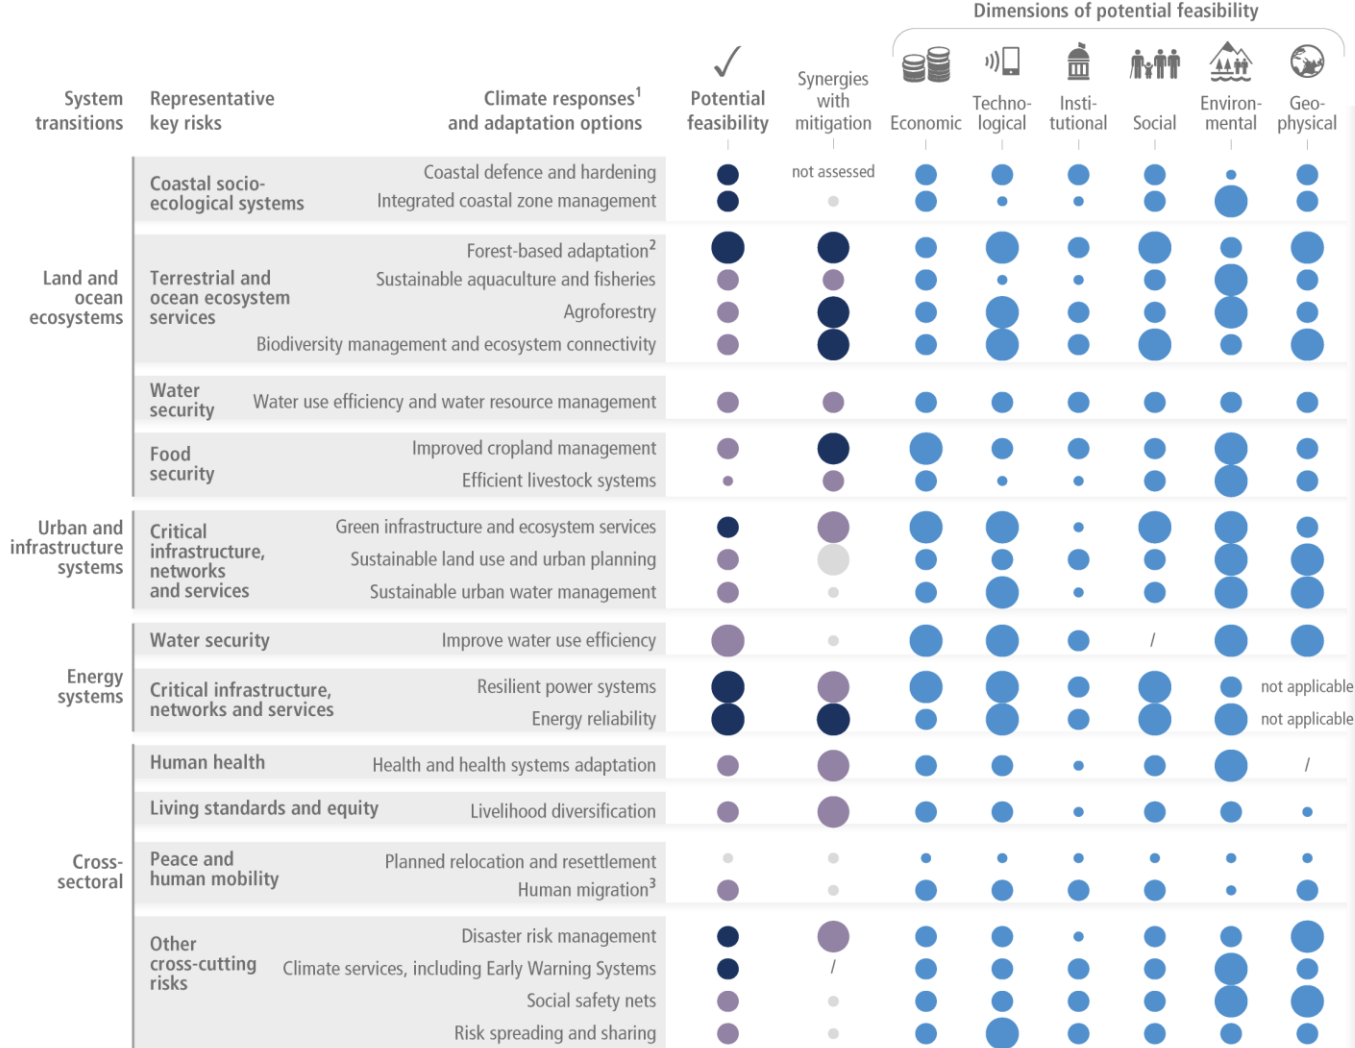 Dimensions of potential feasibility
System transitions
Representative key risks
Climate responses1 and adaptation options
Potential feasibility
Synergies with mitigation
Economic
Techno-logical
Insti-tutional
Social
Environ-mental
Geo-physical
Land and ocean ecosystems
Coastal socio-ecological systems
Coastal defence and hardening
not assessed
Integrated coastal zone management
Terrestrial and ocean ecosystem services
Forest-based adaptation2
Sustainable aquaculture and fisheries
Agroforestry
Biodiversity management and ecosystem connectivity
Water security
Water use efficiency and water resource management
Food security
Improved cropland management
Efficient livestock systems
Urban and infrastructure systems
Critical infrastructure, networks and services
Green infrastructure and ecosystem services
Sustainable land use and urban planning
Sustainable urban water management
Energy systems
Water security
Improve water use efficiency
/
Critical infrastructure, networks and services
Resilient power systems
not applicable
Energy reliability
not applicable
Cross-sectoral
Human health
Health and health systems adaptation
/
Living standards and equity
Livelihood diversification
Peace and human mobility
Planned relocation and resettlement
Human migration3
Other cross-cutting risks
Disaster risk management
Climate services, including Early Warning Systems
/
Social safety nets
Risk spreading and sharing